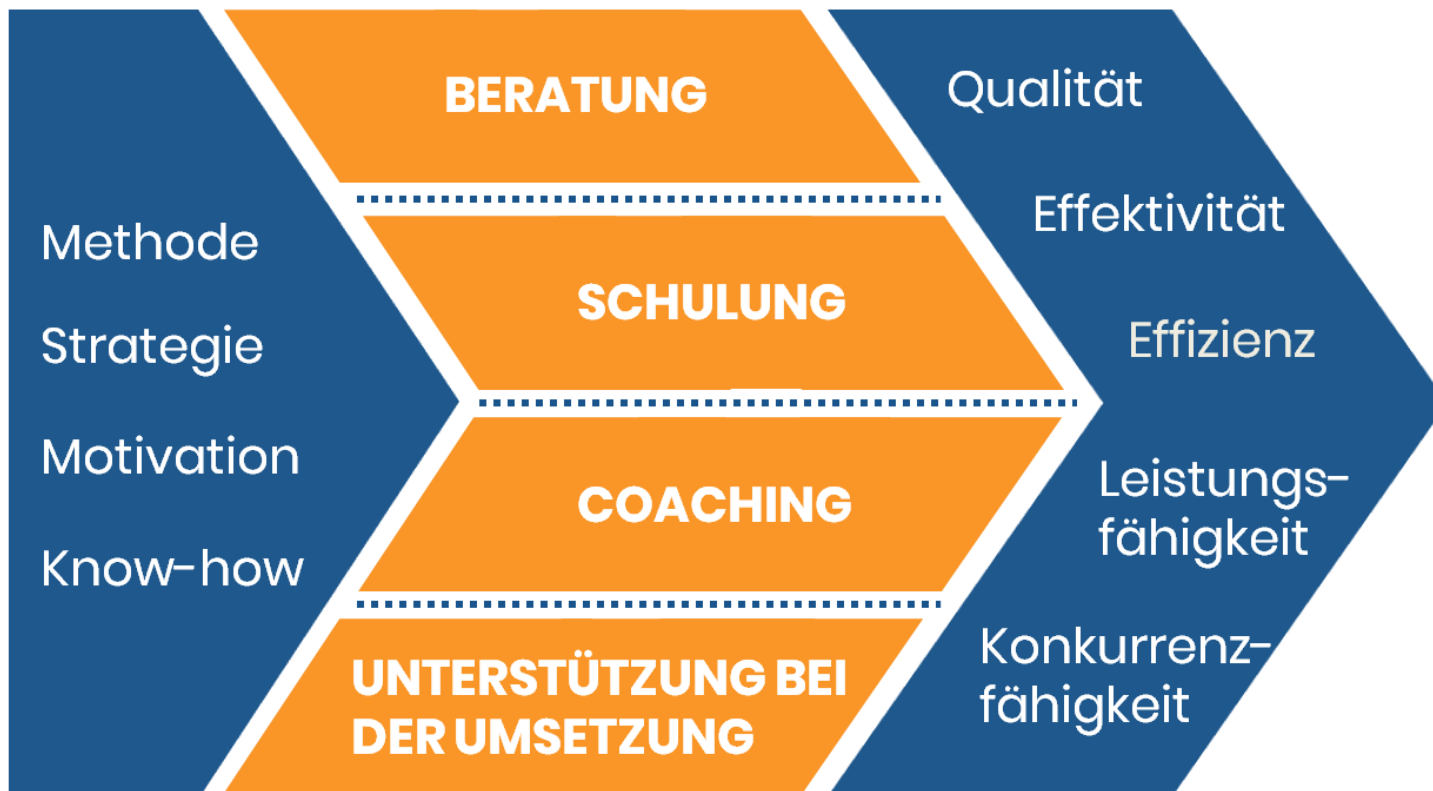 Methode
Strategie
Motivation
Know-how
BERATUNG
SCHULUNG
COACHING
UNTERSTÜTZUNG BEI
DER UMSETZUNG
Qualität
Effektivität
Effizienz
Leistungs-
fähigkeit
Konkurrenz-
fähigkeit